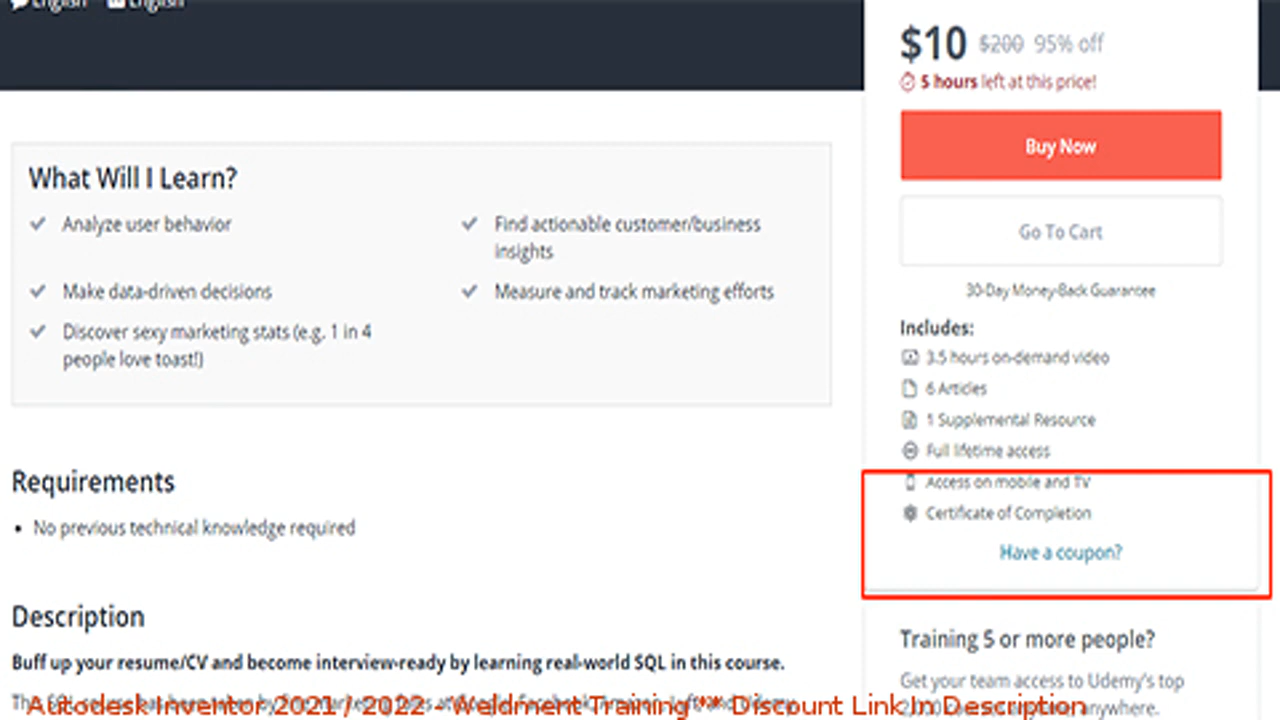 English English
What Will I Learn?
Analyze user behavior
Find actionable customer/business
insights
Make data-driven decisions
Measure and track marketing efforts
Discover sexy marketing stats (e.g. 1 in 4
people love toast!)
Requirements
• No previous technical knowledge required
Description
Buff up your resume/CV and become interview-ready by learning real-world SQL in this course.
$10 $200 95% off
5 hours left at this price!
Buy Now
Go To Cart
30-Day Money-Back Guarantee
Includes:
3.5 hours on-demand video
6 Articles
1 Supplemental Resource
Full lifetime access
Access on mobile and TV
Certificate of Completion
Have a coupon?
Training 5 or more people?
Get your team access to Udemy's top
anywhere.
Autodesk Inventor 2021 / 2022 - Weldment Training *** Discount Link In Description